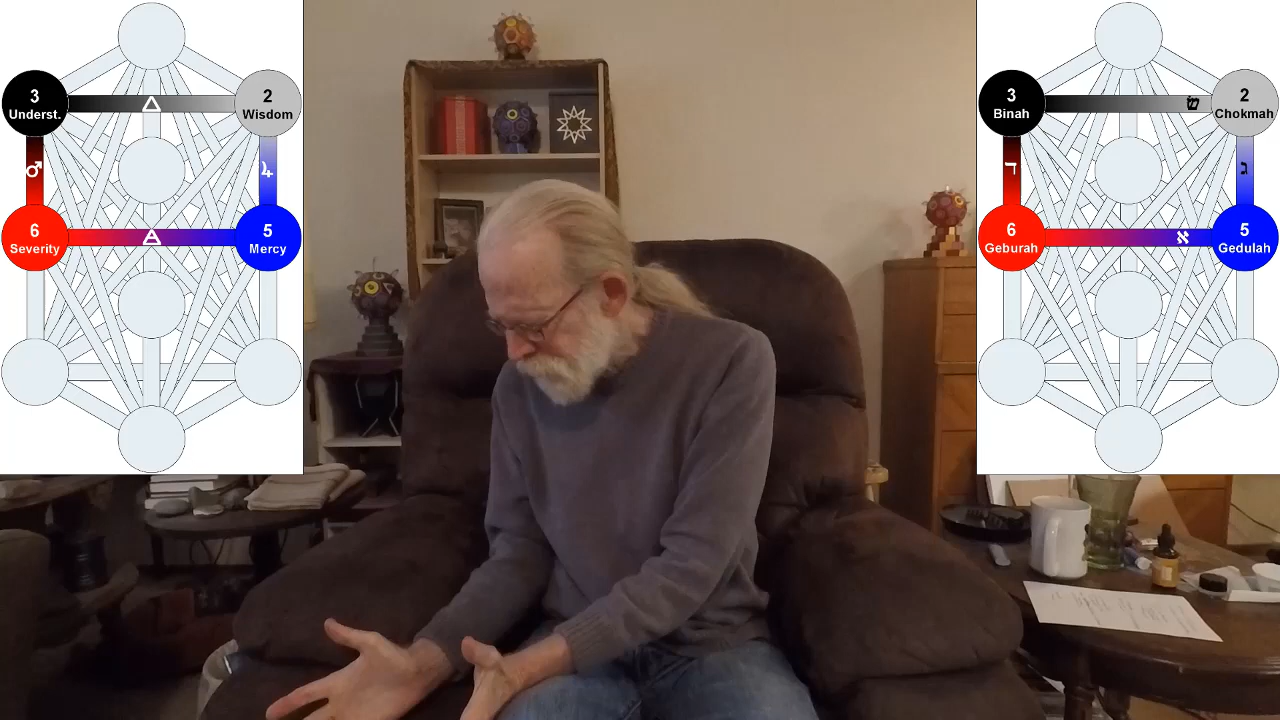 3
Underst.
2
Wisdom
♂
♃
6
Severity
5
Mercy
3
Binah
ש
2
Chokmah
ד
ג
6
Geburah
א
5
Gedulah